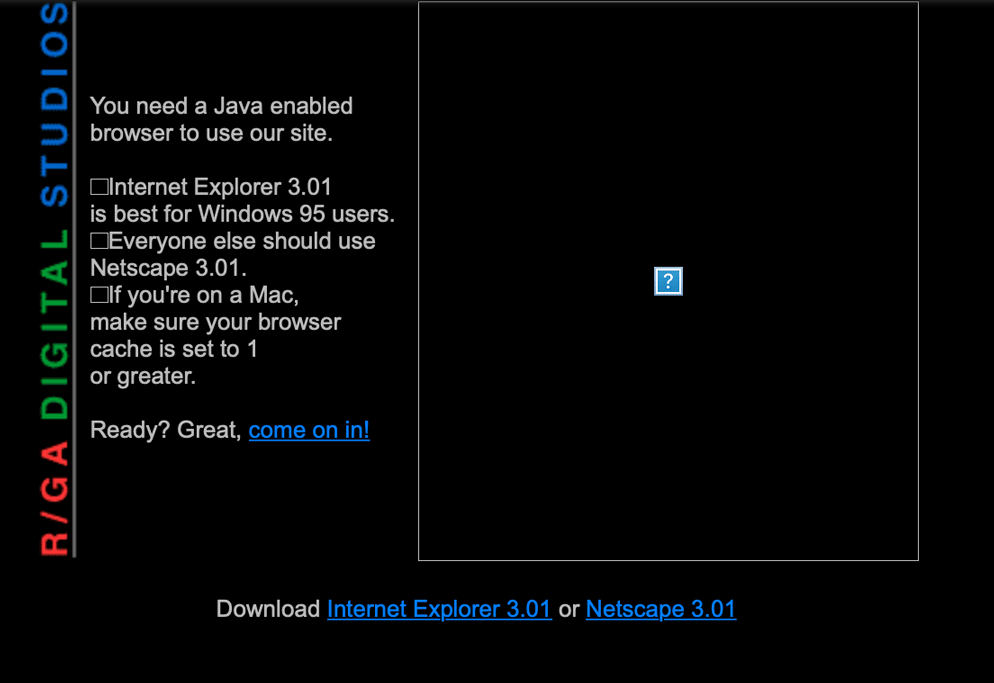 R/GA DIGITAL STUDIOS
You need a Java enabled
browser to use our site.
□Internet Explorer 3.01
is best for Windows 95 users.
□Everyone else should use
Netscape 3.01.
□If you're on a Mac,
make sure your browser
cache is set to 1
or greater.
Ready? Great, come on in!
?
Download Internet Explorer 3.01 or Netscape 3.01